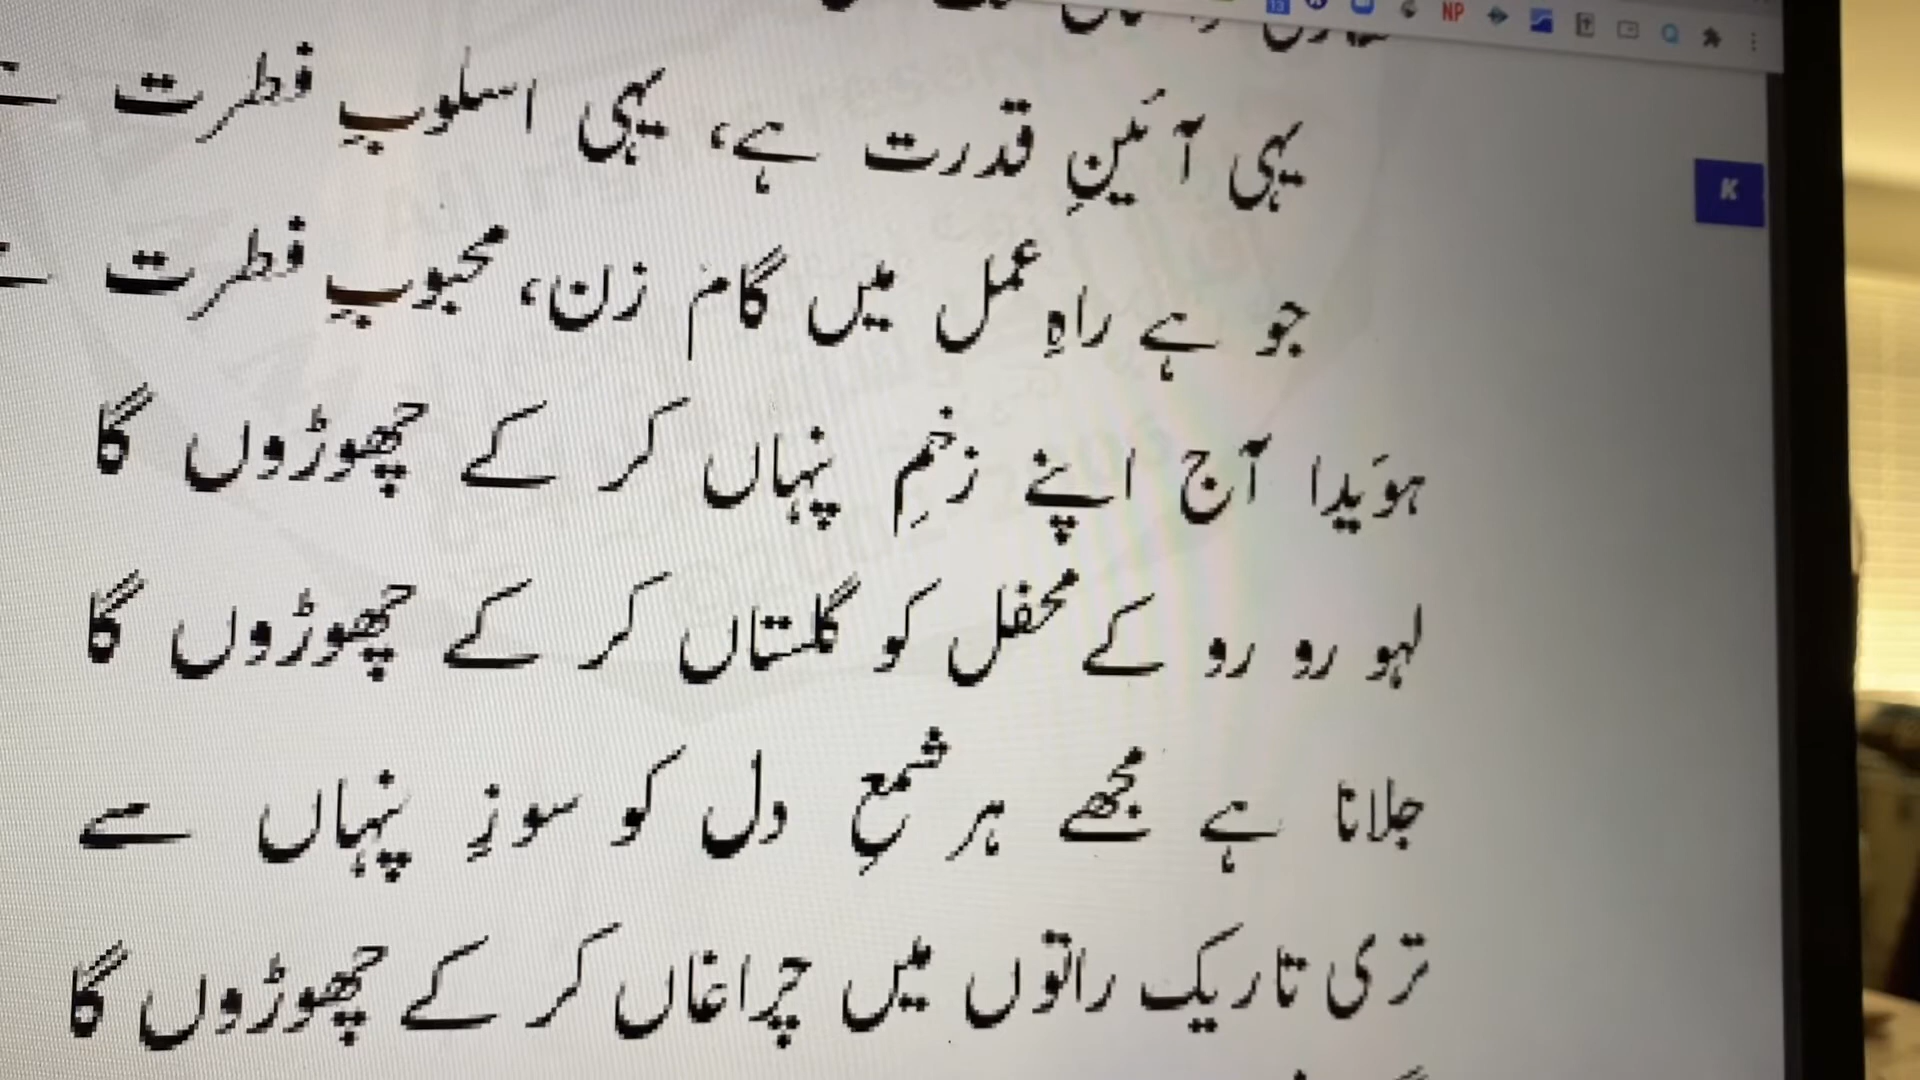 NP
13
K
یہی آئینِ قدرت ہے، یہی اسلوبِ فطرت
جو ہے راہِ عمل میں گام زن، محبوبِ فطرت
ہوَیدا آج اپنے زخمِ پنہاں کر کے چھوڑوں گا
لہو رو رو کے محفل کو گلستاں کر کے چھوڑوں گا
جلانا ہے مجھے ہر شمعِ دل کو سوزِ پنہاں سے
تری تاریک راتوں میں چراغاں کر کے چھوڑوں گا